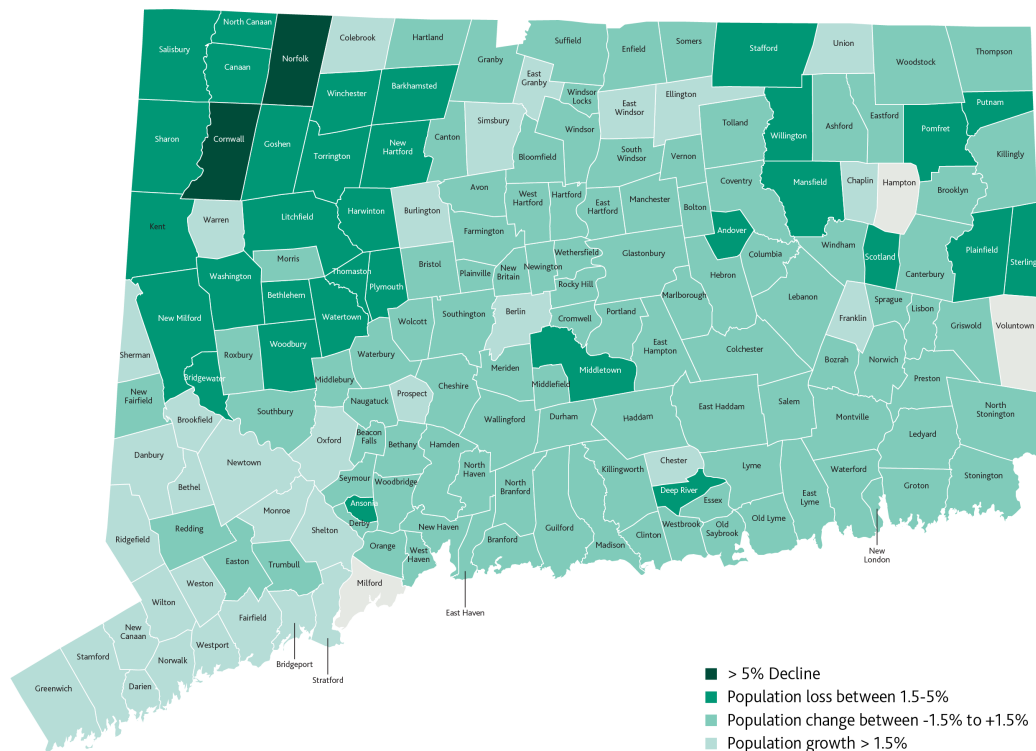 North Canaan
Salisbury
Canaan
Norfolk
Colebrook
Hartland
Granby
Suffield
Enfield
Somers
Stafford
Union
Woodstock
Thompson
East
Granby
Windsor
Locks
East
Windsor
Ellington
Winchester
Barkhamsted
Simsbury
Canton
New
Hartford
Torrington
Goshen
Cornwall
Sharon
Bloomfield
Windsor
South
Windsor
Vernon
Tolland
Willington
Ashford
Eastford
Pomfret
Putnam
Killingly
Kent
Warren
Litchfield
Harwinton
Burlington
Avon
West
Hartford
Hartford
East
Hartford
Manchester
Bolton
Coventry
Mansfield
Chaplin
Hampton
Brooklyn
Farmington
Andover
Windham
Scotland
Canterbury
Plainfield
Sterling
Morris
Washington
Thomaston
Bethlehem
Plymouth
Bristol
Plainville
New
Britain
Newington
Wethersfield
Rocky Hill
Glastonbury
Hebron
Columbia
Marlborough
Lebanon
Franklin
Sprague
Lisbon
Griswold
Voluntown
New Milford
Watertown
Woodbury
Wolcott
Southington
Berlin
Cromwell
Portland
East
Hampton
Colchester
Bozrah
Norwich
Preston
Sherman
Roxbury
Bridgewater
Waterbury
Middlebury
Meriden
Middlefield
Middletown
New
Fairfield
Southbury
Naugatuck
Prospect
Cheshire
Wallingford
Durham
Haddam
East Haddam
Salem
Montville
North
Stonington
Ledyard
Brookfield
Danbury
Newtown
Oxford
Beacon
Falls
Bethany
Hamden
North
Haven
Killingworth
Chester
Lyme
Waterford
Stonington
Groton
Bethel
Seymour
Woodbridge
North
Branford
Deep River
Essex
East
Lyme
Monroe
Ansonia
Derby
Shelton
New Haven
Guilford
Madison
Clinton
Westbrook
Old
Saybrook
Old Lyme
Redding
Ridgefield
Easton
Trumbull
Orange
West
Haven
Branford
New
London
Milford
East Haven
Weston
Wilton
Fairfield
New
Canaan
Westport
Norwalk
Stamford
Darien
Greenwich
Bridgeport
Stratford
> 5% Decline
Population loss between 1.5-5%
Population change between -1.5% to +1.5%
Population growth > 1.5%